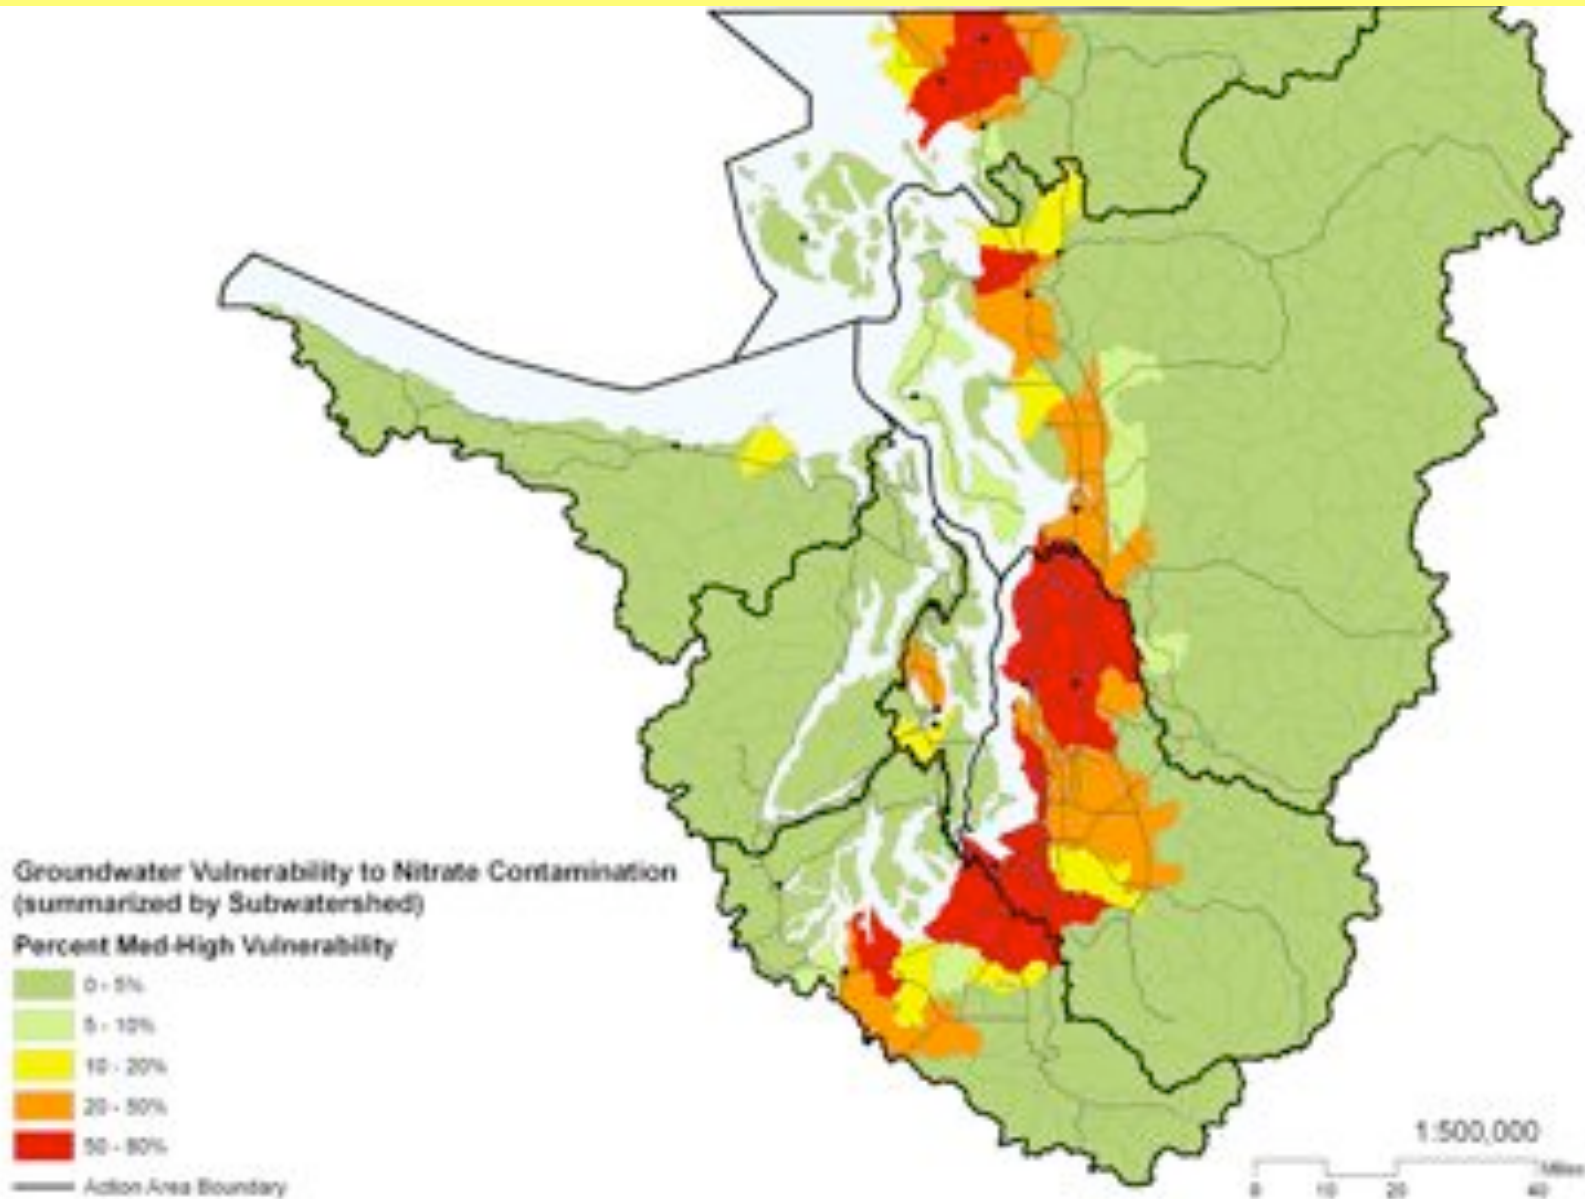 Groundwater Vulnerability to Nitrate Contamination
(summarized by Subwatershed)
Percent Med-High Vulnerability
0 - 5%
5 - 10%
10 - 20%
20 - 50%
50 - 80%
Action Area Boundary
1:500,000
Miles
0 10 20 40